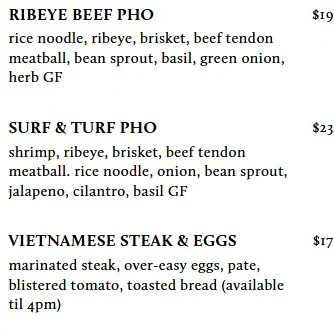 RIBEYE BEEF PHO $19
rice noodle, ribeye, brisket, beef tendon
meatball, bean sprout, basil, green onion,
herb GF
SURF & TURF PHO $23
shrimp, ribeye, brisket, beef tendon
meatball. rice noodle, onion, bean sprout,
jalapeno, cilantro, basil GF
VIETNAMESE STEAK & EGGS $17
marinated steak, over-easy eggs, pate,
blistered tomato, toasted bread (available
til 4pm)